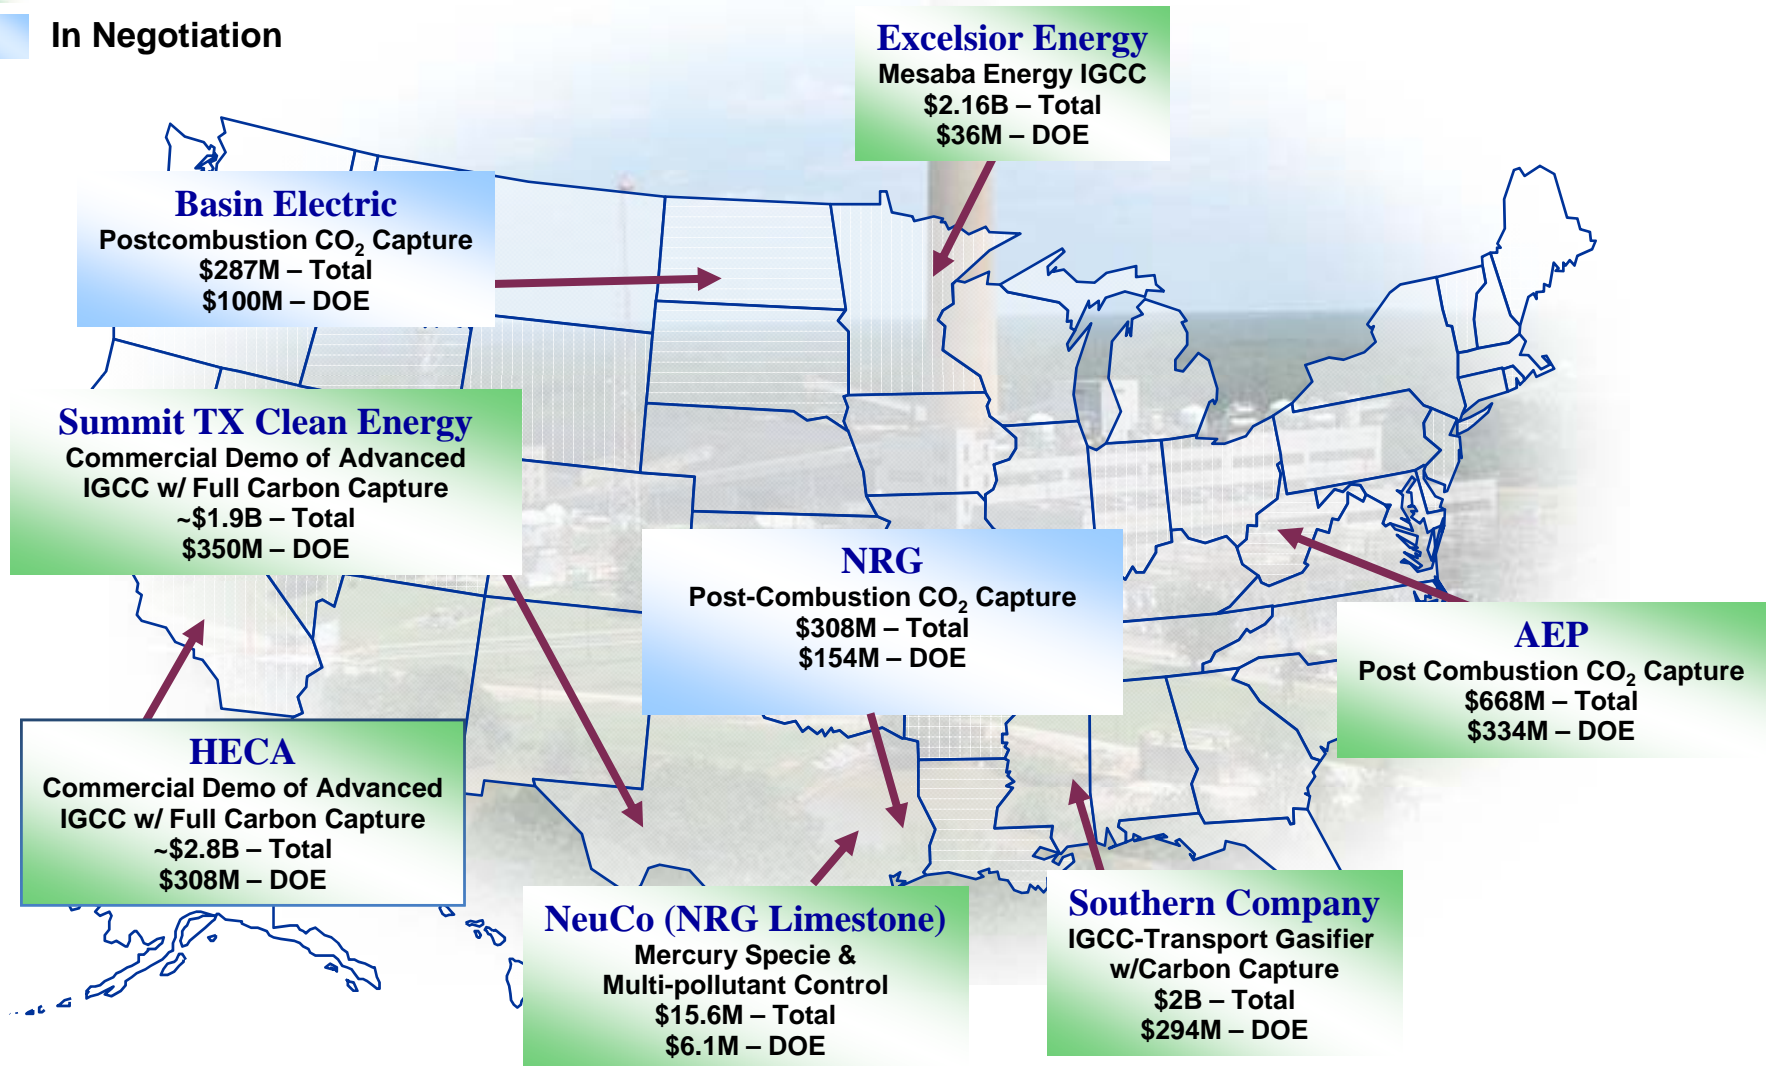 In Negotiation
Excelsior Energy
Mesaba Energy IGCC
$2.16B – Total
$36M – DOE
Basin Electric
Postcombustion CO2 Capture
$287M – Total
$100M – DOE
Summit TX Clean Energy
Commercial Demo of Advanced
IGCC w/ Full Carbon Capture
~$1.9B – Total
$350M – DOE
NRG
Post-Combustion CO2 Capture
$308M – Total
$154M – DOE
AEP
Post Combustion CO2 Capture
$668M – Total
$334M – DOE
HECA
Commercial Demo of Advanced
IGCC w/ Full Carbon Capture
~$2.8B – Total
$308M – DOE
NeuCo (NRG Limestone)
Mercury Specie &
Multi-pollutant Control
$15.6M – Total
$6.1M – DOE
Southern Company
IGCC-Transport Gasifier
w/Carbon Capture
$2B – Total
$294M – DOE